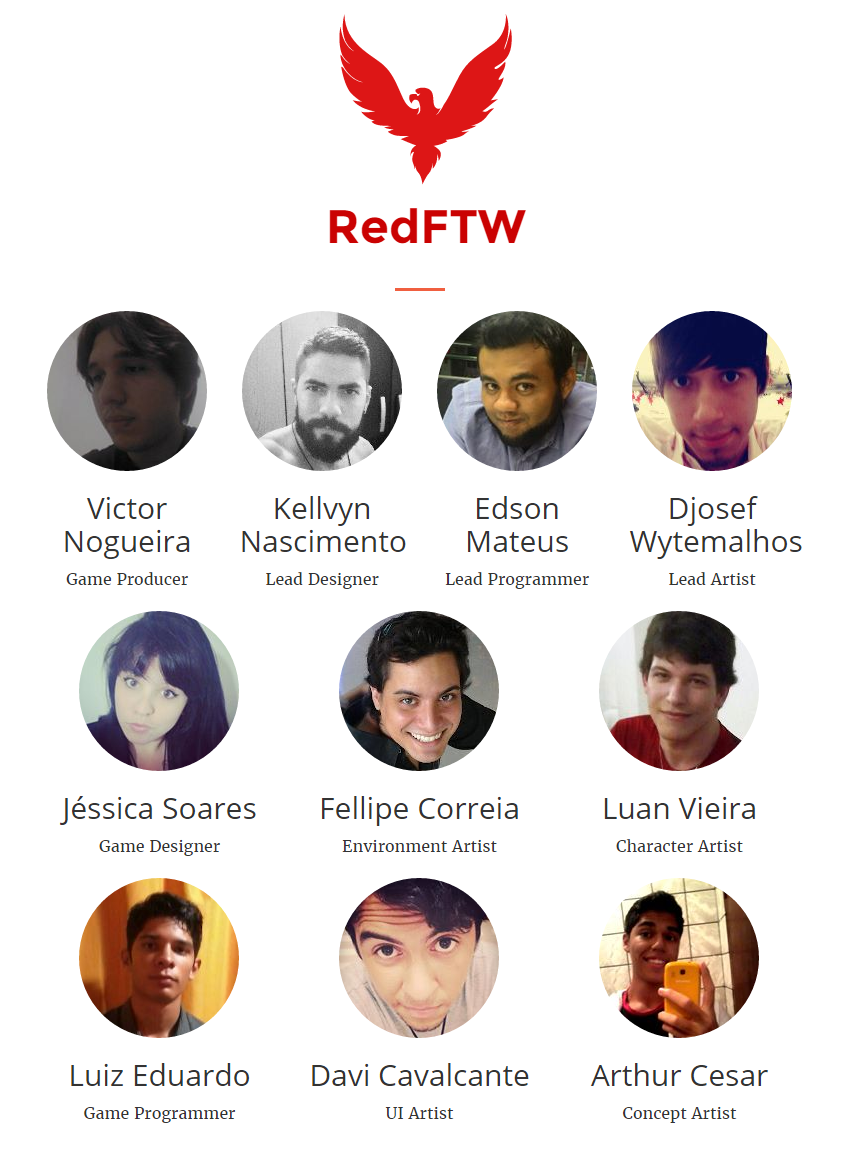 RedFTW
Victor
Nogueira
Game Producer
Kellvyn
Nascimento
Lead Designer
Edson
Mateus
Lead Programmer
Djosef
Wytemalhos
Lead Artist
Jéssica Soares
Game Designer
Fellipe Correia
Environment Artist
Luan Vieira
Character Artist
Luiz Eduardo
Game Programmer
Davi Cavalcante
UI Artist
Arthur Cesar
Concept Artist